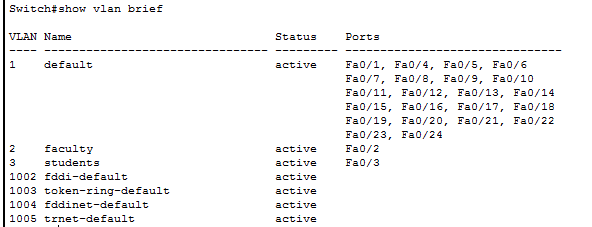 Switch#show vlan brief
VLAN Name                             Status    Ports
---- -------------------------------- --------- -------------------------------
1    default                          active    Fa0/1, Fa0/4, Fa0/5, Fa0/6
                                                Fa0/7, Fa0/8, Fa0/9, Fa0/10
                                                Fa0/11, Fa0/12, Fa0/13, Fa0/14
                                                Fa0/15, Fa0/16, Fa0/17, Fa0/18
                                                Fa0/19, Fa0/20, Fa0/21, Fa0/22
                                                Fa0/23, Fa0/24
2    faculty                          active    Fa0/2
3    students                         active    Fa0/3
1002 fddi-default                     active
1003 token-ring-default               active
1004 fddinet-default                  active
1005 trnet-default                    active